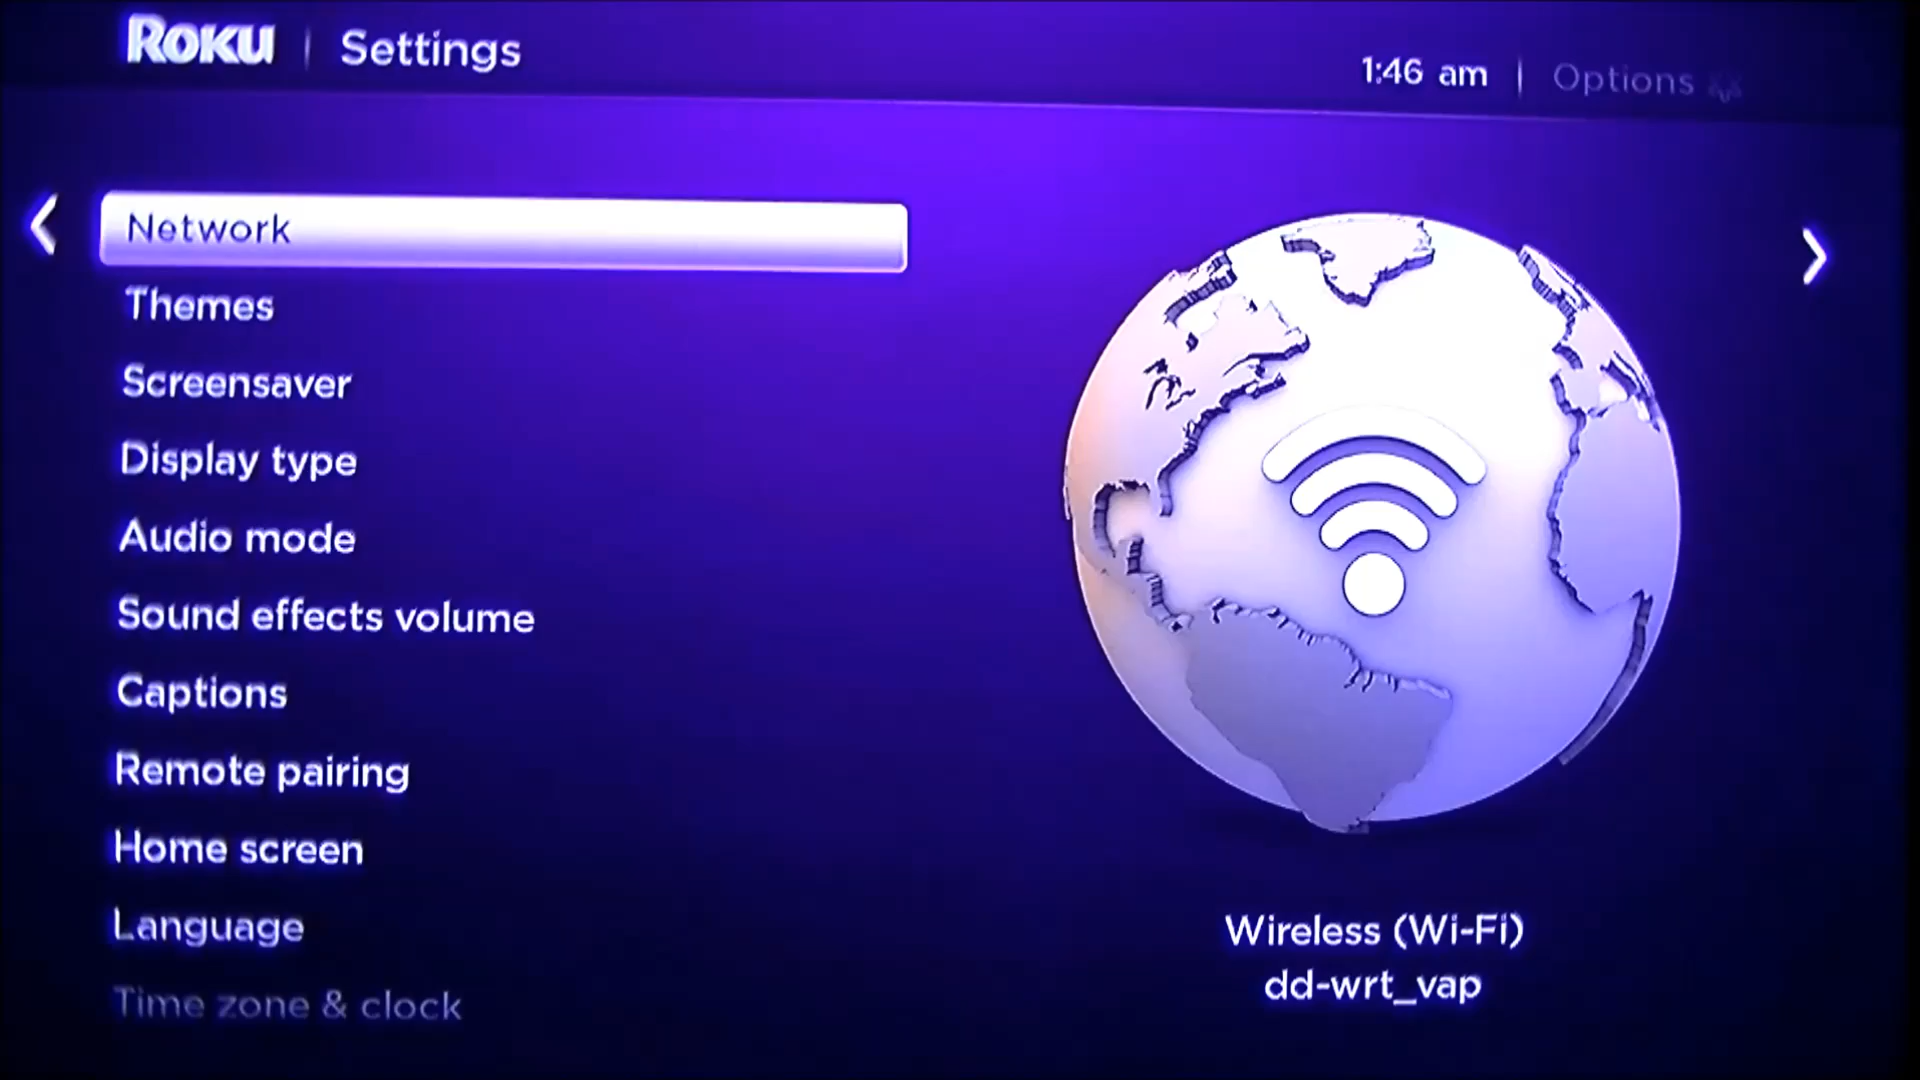 Roku | Settings
1:46 am | Options
Network
Themes
Screensaver
Display type
Audio mode
Sound effects volume
Captions
Remote pairing
Home screen
Language
Time zone & clock
Wireless (Wi-Fi)
dd-wrt_vap